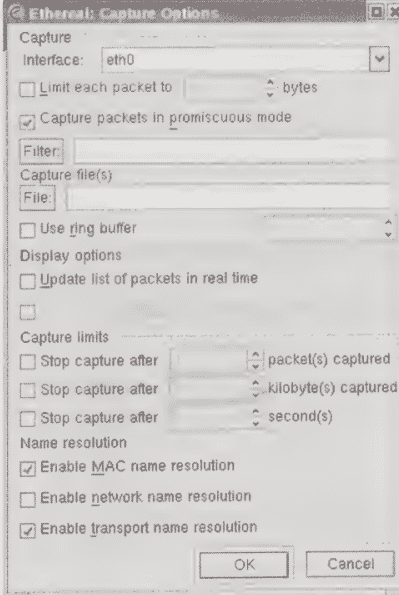 Ethereal: Capture Options
Capture
Interface: eth0
Limit each packet to bytes
Capture packets in promiscuous mode
Filter:
Capture file(s)
File:
Use ring buffer
Display options
Update list of packets in real time
Capture limits
Stop capture after packet(s) captured
Stop capture after kilobyte(s) captured
Stop capture after second(s)
Name resolution
Enable MAC name resolution
Enable network name resolution
Enable transport name resolution
OK Cancel